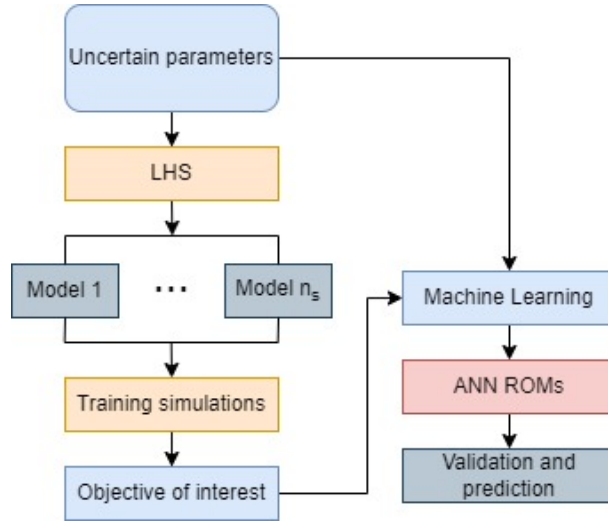 Uncertain parameters
LHS
Model 1
...
Model nₛ
Training simulations
Objective of interest
Machine Learning
ANN ROMs
Validation and
prediction